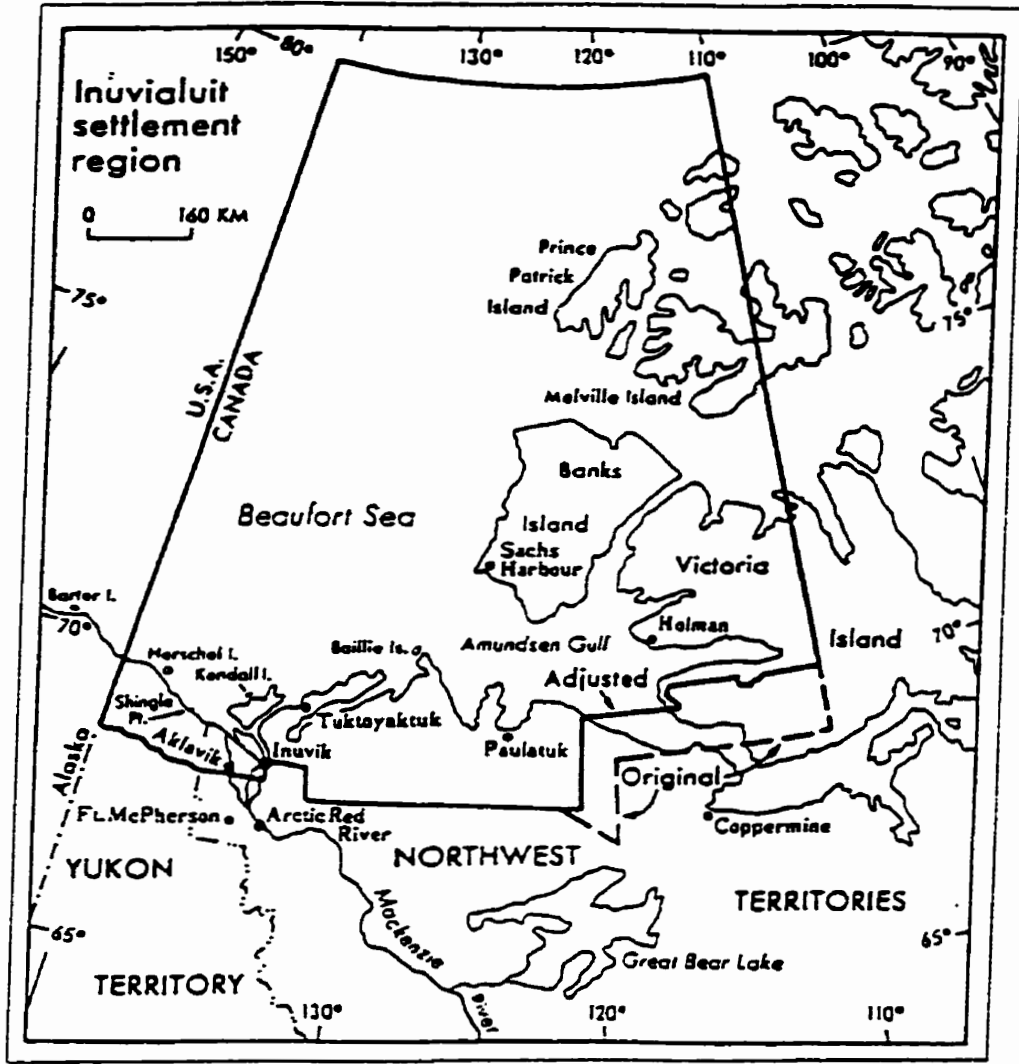 150°
80°
130°
120°
110°
100°
90°
Inuvialuit
settlement
region
0 160 KM
75°
75°
Prince
Patrick
Island
U.S.A.
CANADA
Melville Island
Banks
Island
Beaufort Sea
Sachs
Harbour
Victoria
Island
Barter I.
70°
70°
Holman
Herschel I.
Kendall I.
Baillie Is.
Amundsen Gulf
Adjusted
Shingle
Pt.
Tuktoyaktuk
Aklavik
Inuvik
Paulatuk
Original
Alaska
Ft. McPherson
Arctic Red
River
Coppermine
NORTHWEST
TERRITORIES
YUKON
TERRITORY
Mackenzie
River
Great Bear Lake
65°
65°
130°
120°
110°